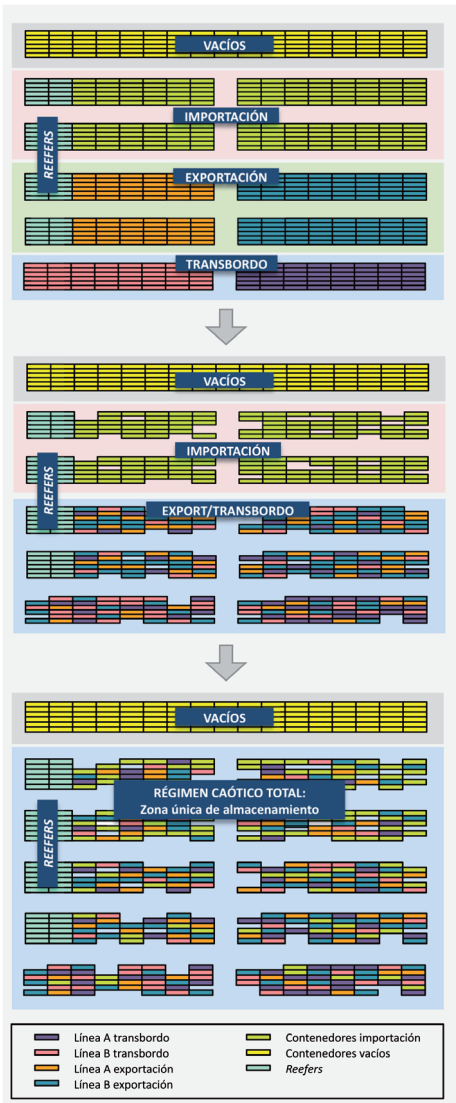 VACÍOS
IMPORTACIÓN
REEFERS
EXPORTACIÓN
TRANSBORDO
VACÍOS
IMPORTACIÓN
REEFERS
EXPORT/TRANSBORDO
VACÍOS
RÉGIMEN CAÓTICO TOTAL:
Zona única de almacenamiento
REEFERS
Línea A transbordo
Línea B transbordo
Línea A exportación
Línea B exportación
Contenedores importación
Contenedores vacíos
Reefers